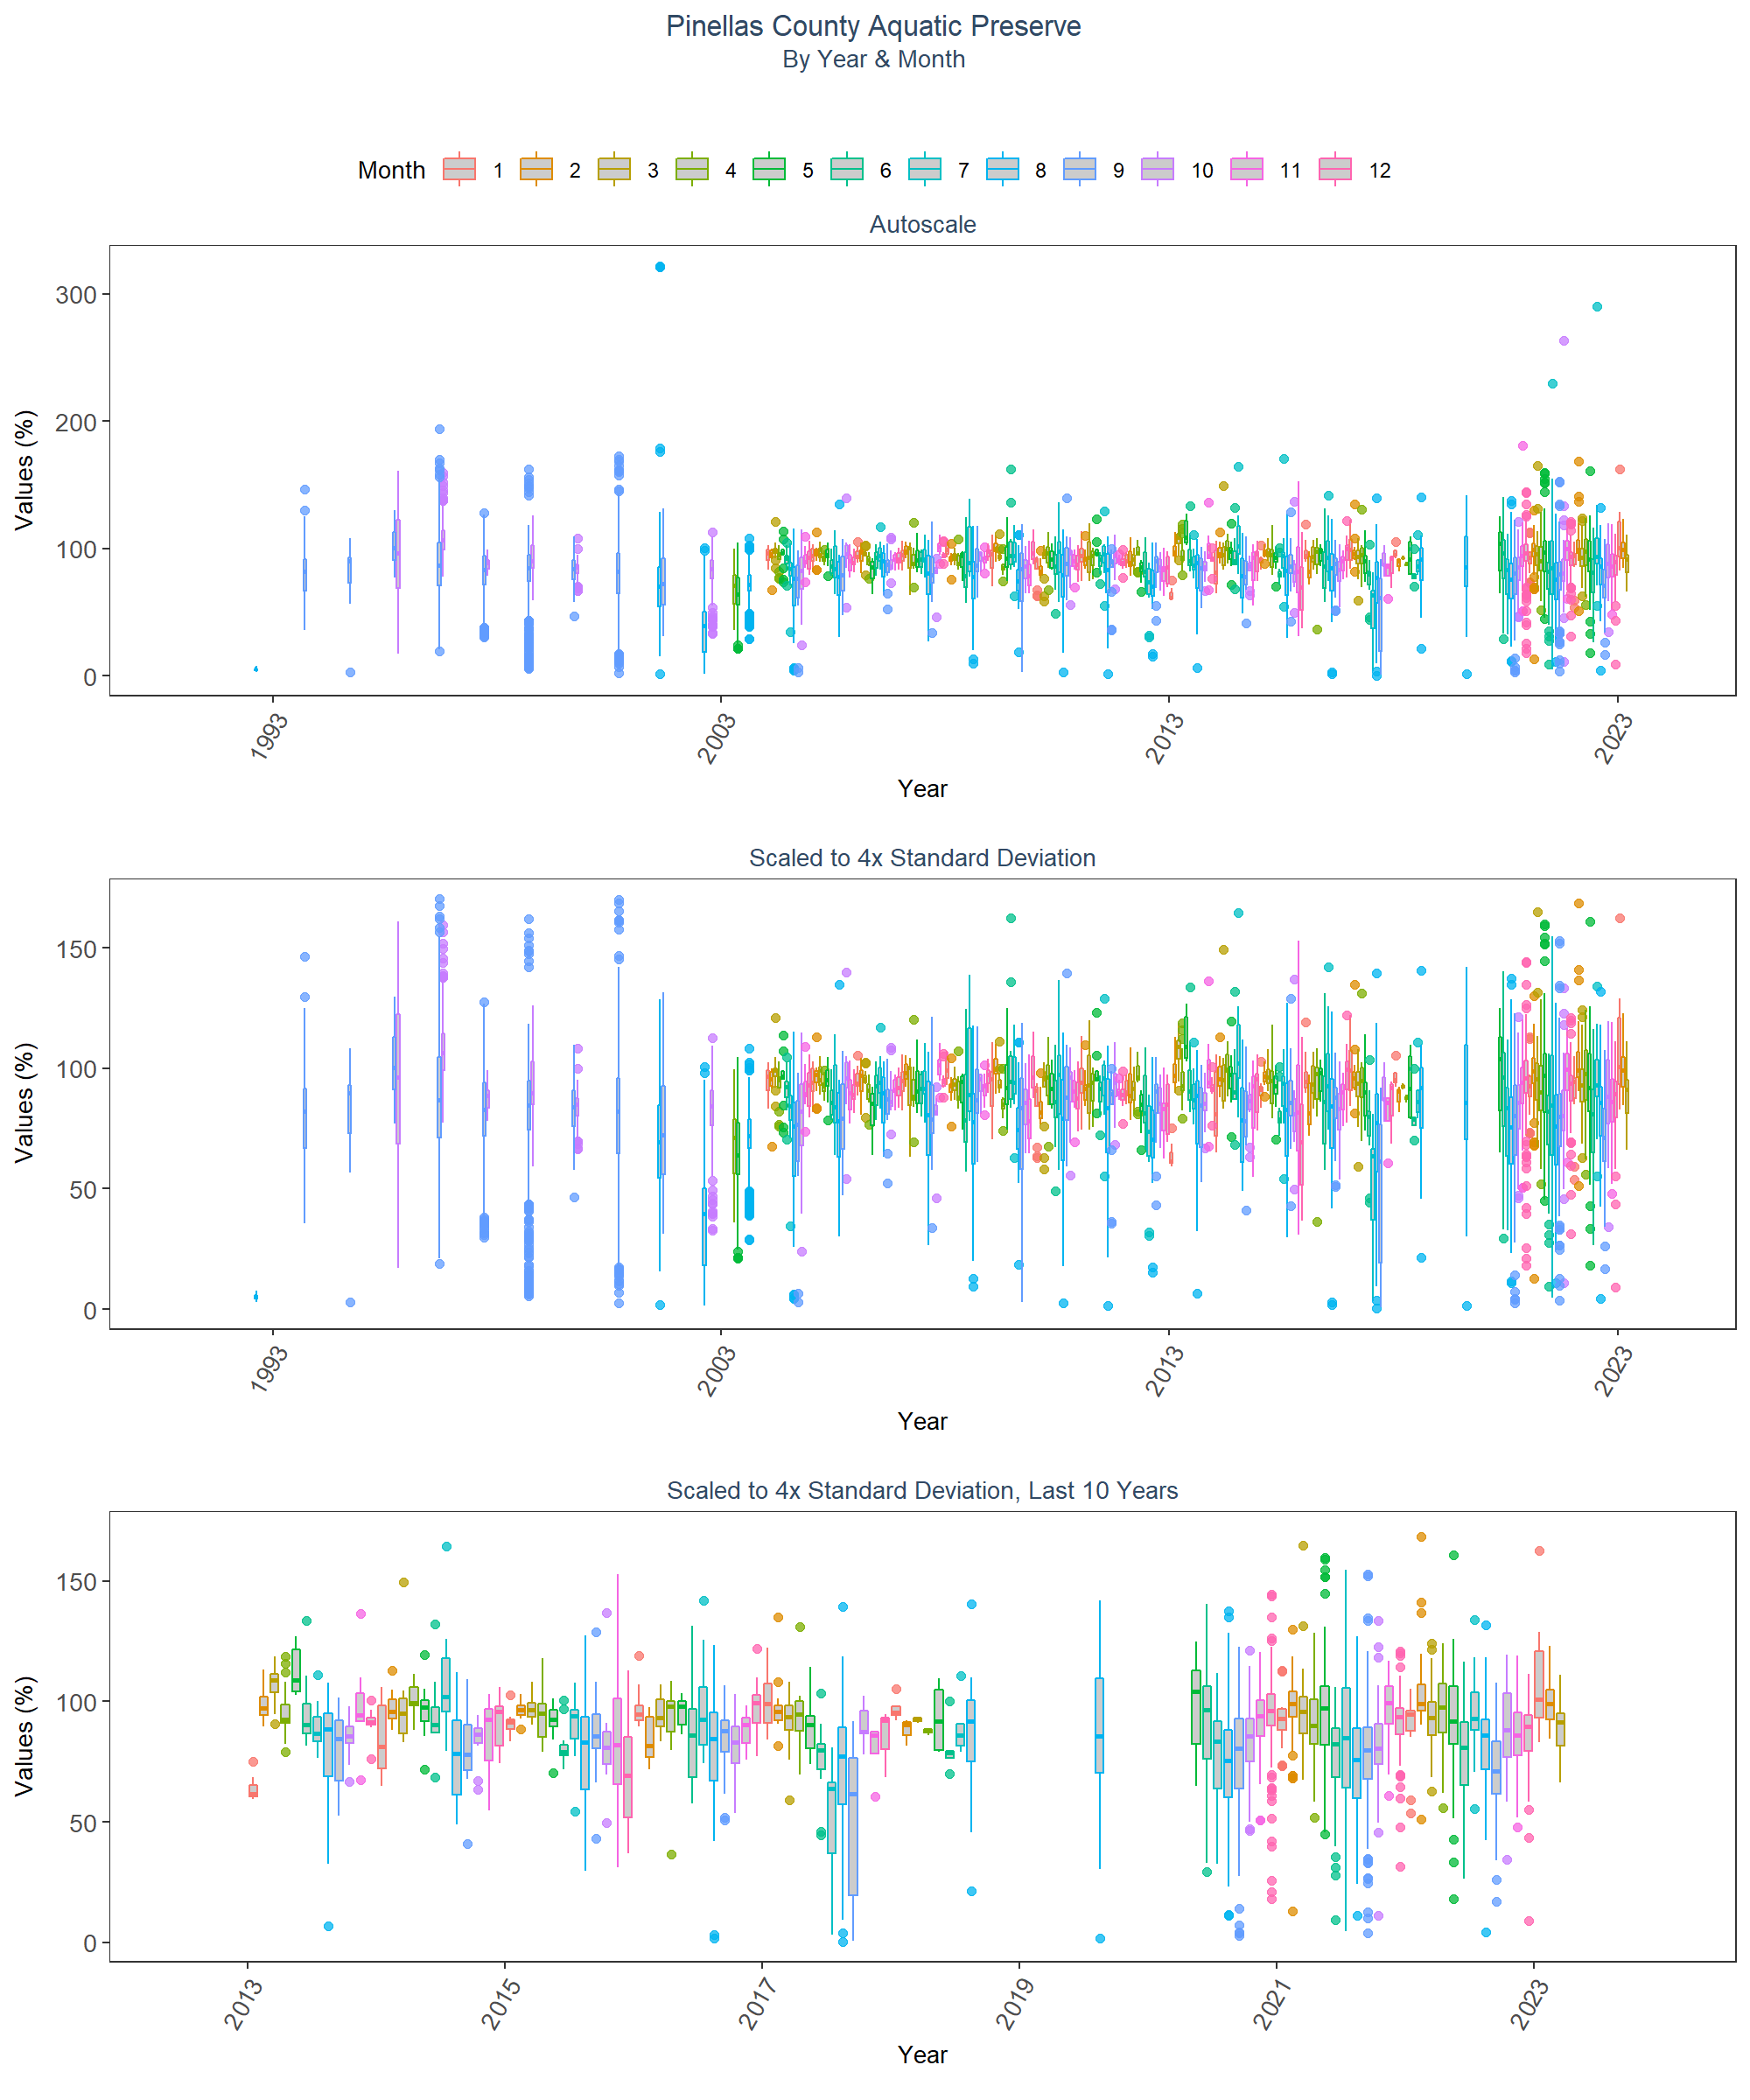 Pinellas County Aquatic Preserve
By Year & Month
Month 1 2 3 4 5 6 7 8 9 10 11 12
Autoscale
300
200
100
0
Values (%)
1993 2003 2013 2023
Year
Scaled to 4x Standard Deviation
150
100
50
0
Values (%)
1993 2003 2013 2023
Year
Scaled to 4x Standard Deviation, Last 10 Years
150
100
50
0
Values (%)
2013 2015 2017 2019 2021 2023
Year